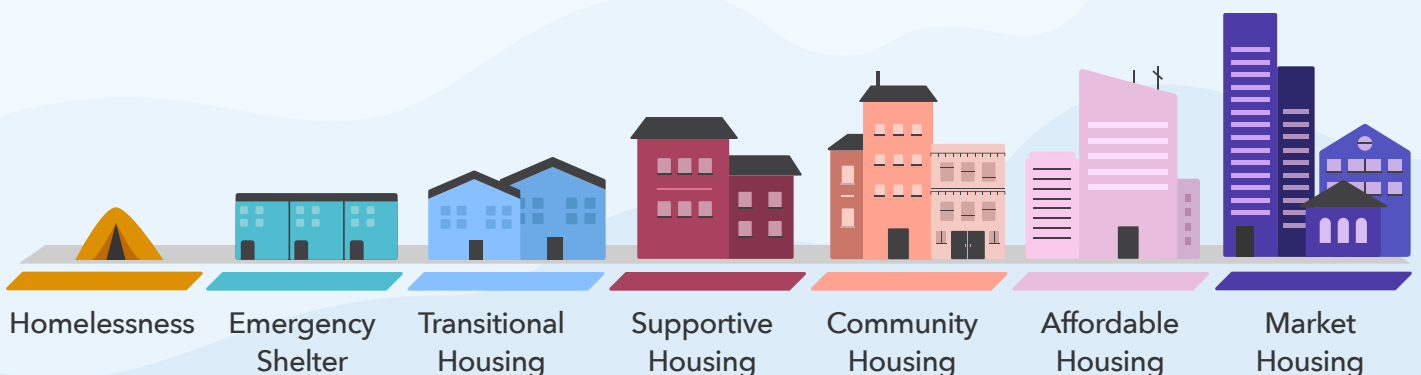 Homelessness
Emergency
Shelter
Transitional
Housing
Supportive
Housing
Community
Housing
Affordable
Housing
Market
Housing